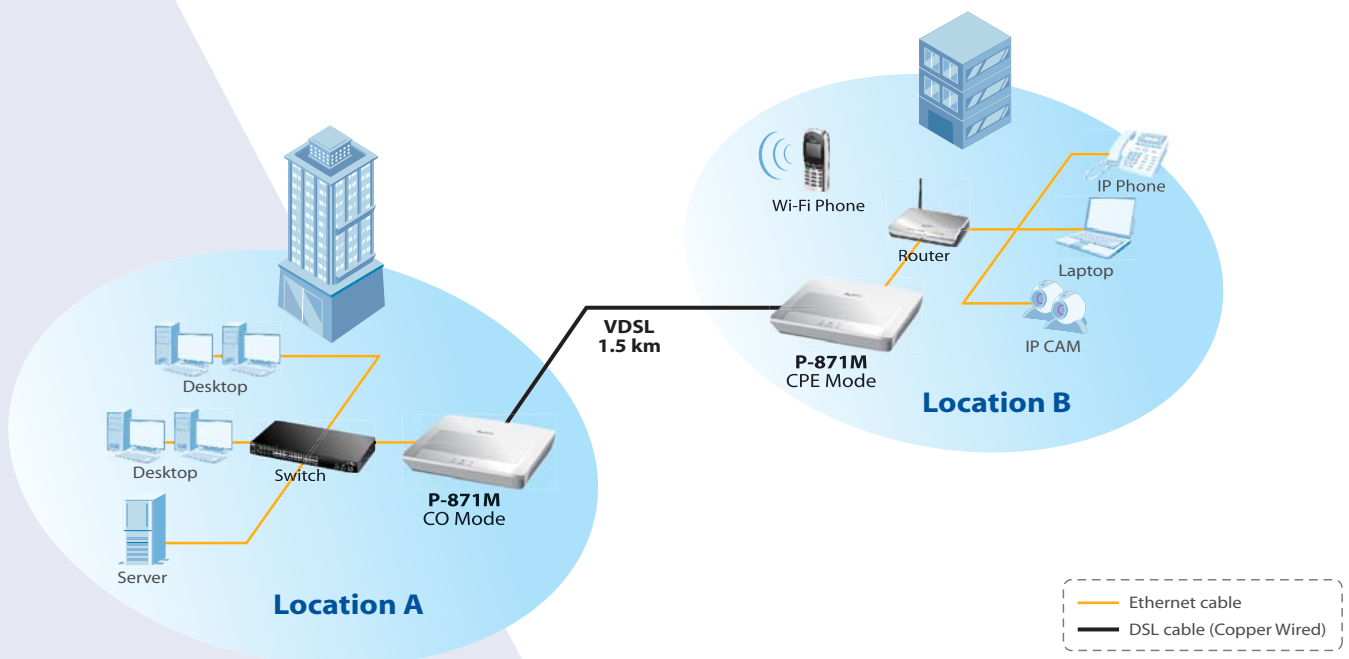 Wi-Fi Phone
IP Phone
Router
Laptop
IP CAM
P-871M
CPE Mode
Location B
VDSL
1.5 km
Desktop
Desktop
Switch
P-871M
CO Mode
Server
Location A
Ethernet cable
DSL cable (Copper Wired)